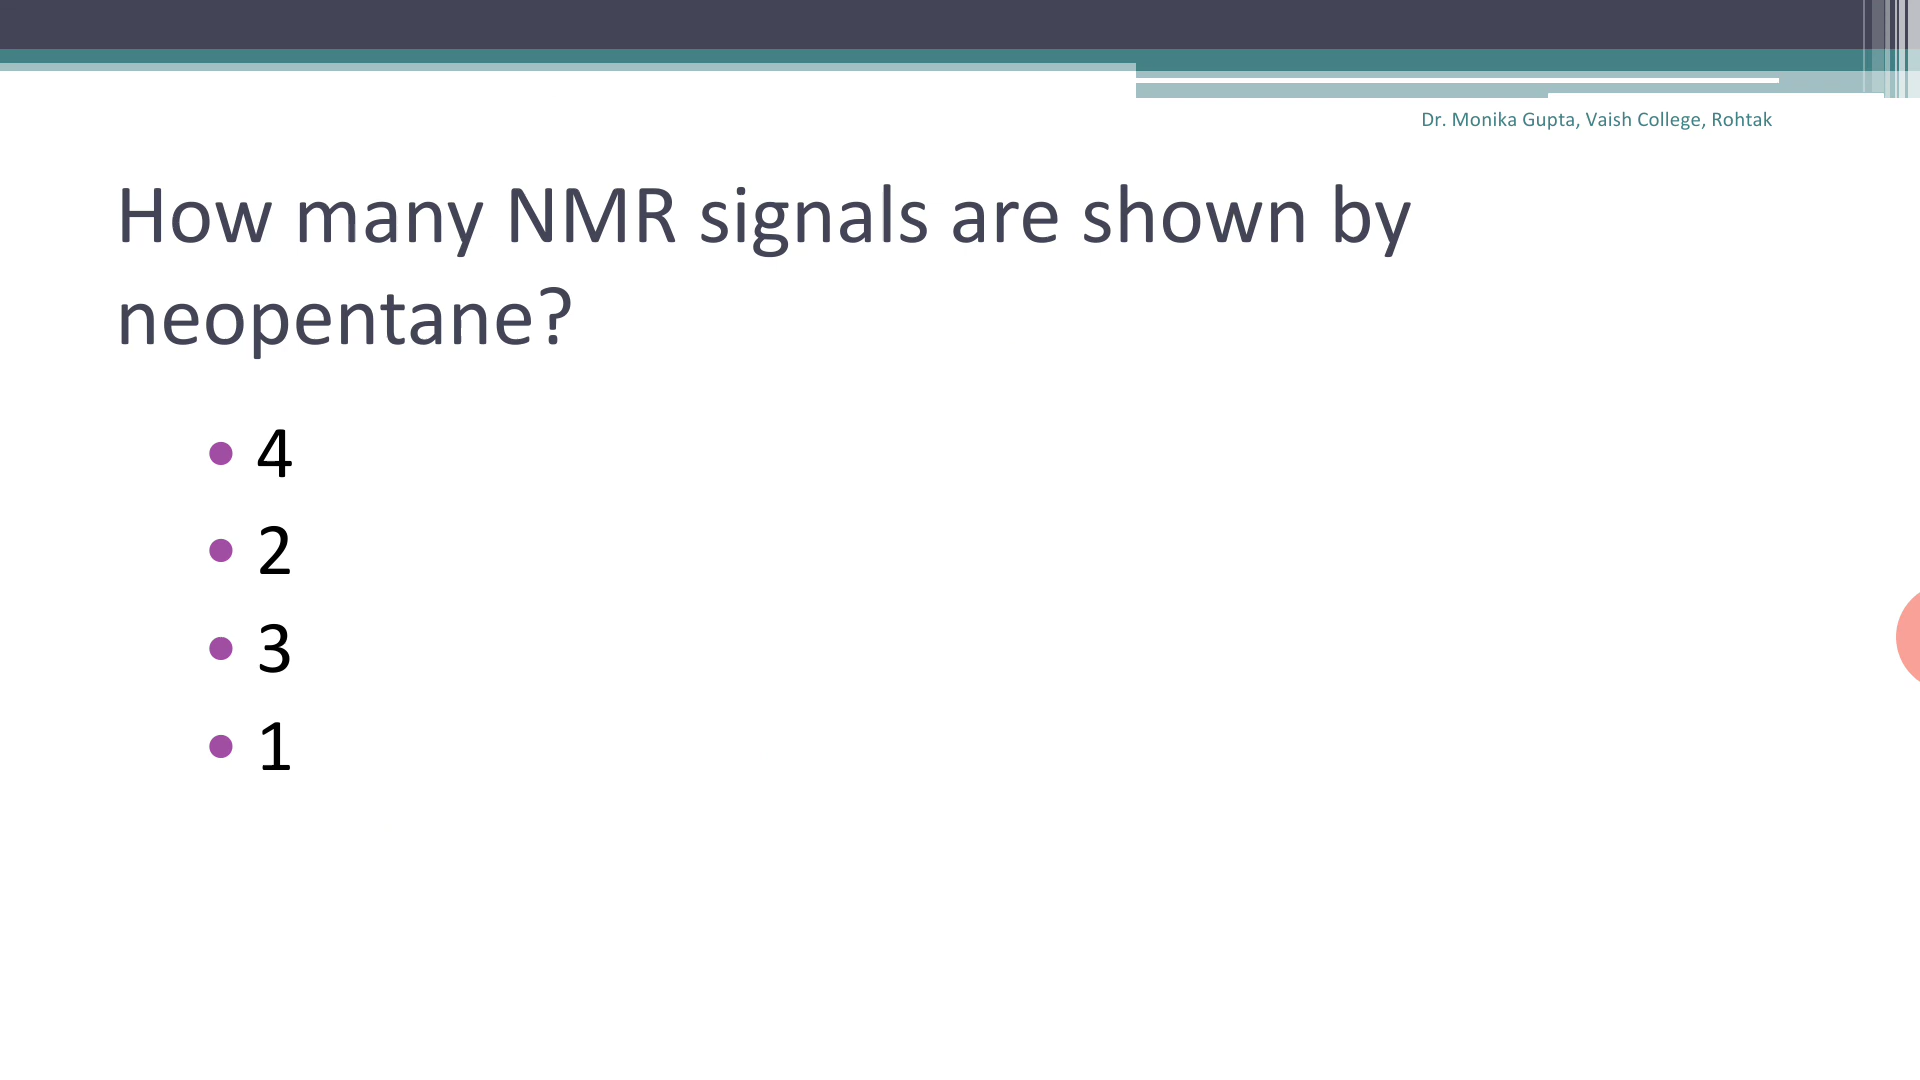 Dr. Monika Gupta, Vaish College, Rohtak
How many NMR signals are shown by
neopentane?
• 4
• 2
• 3
• 1